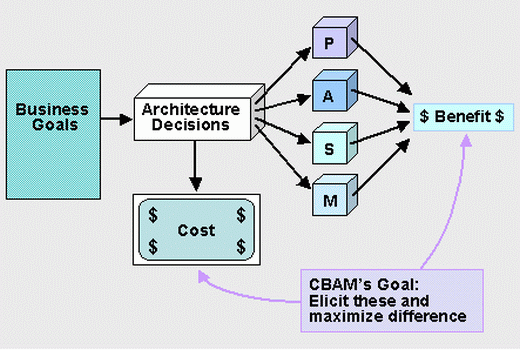 Business
Goals
Architecture
Decisions
P
A
S
M
$ Benefit $
$ $
Cost
$ $
CBAM's Goal:
Elicit these and
maximize difference